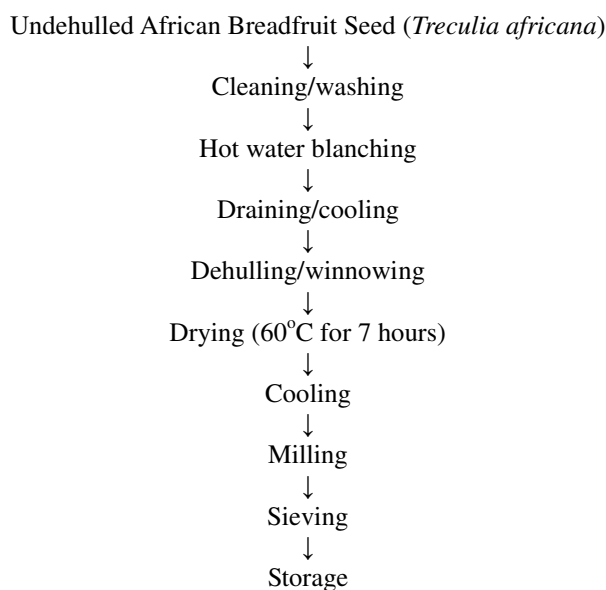 Undehulled African Breadfruit Seed (Treculia africana)
↓
Cleaning/washing
↓
Hot water blanching
↓
Draining/cooling
↓
Dehulling/winnowing
↓
Drying (60°C for 7 hours)
↓
Cooling
↓
Milling
↓
Sieving
↓
Storage